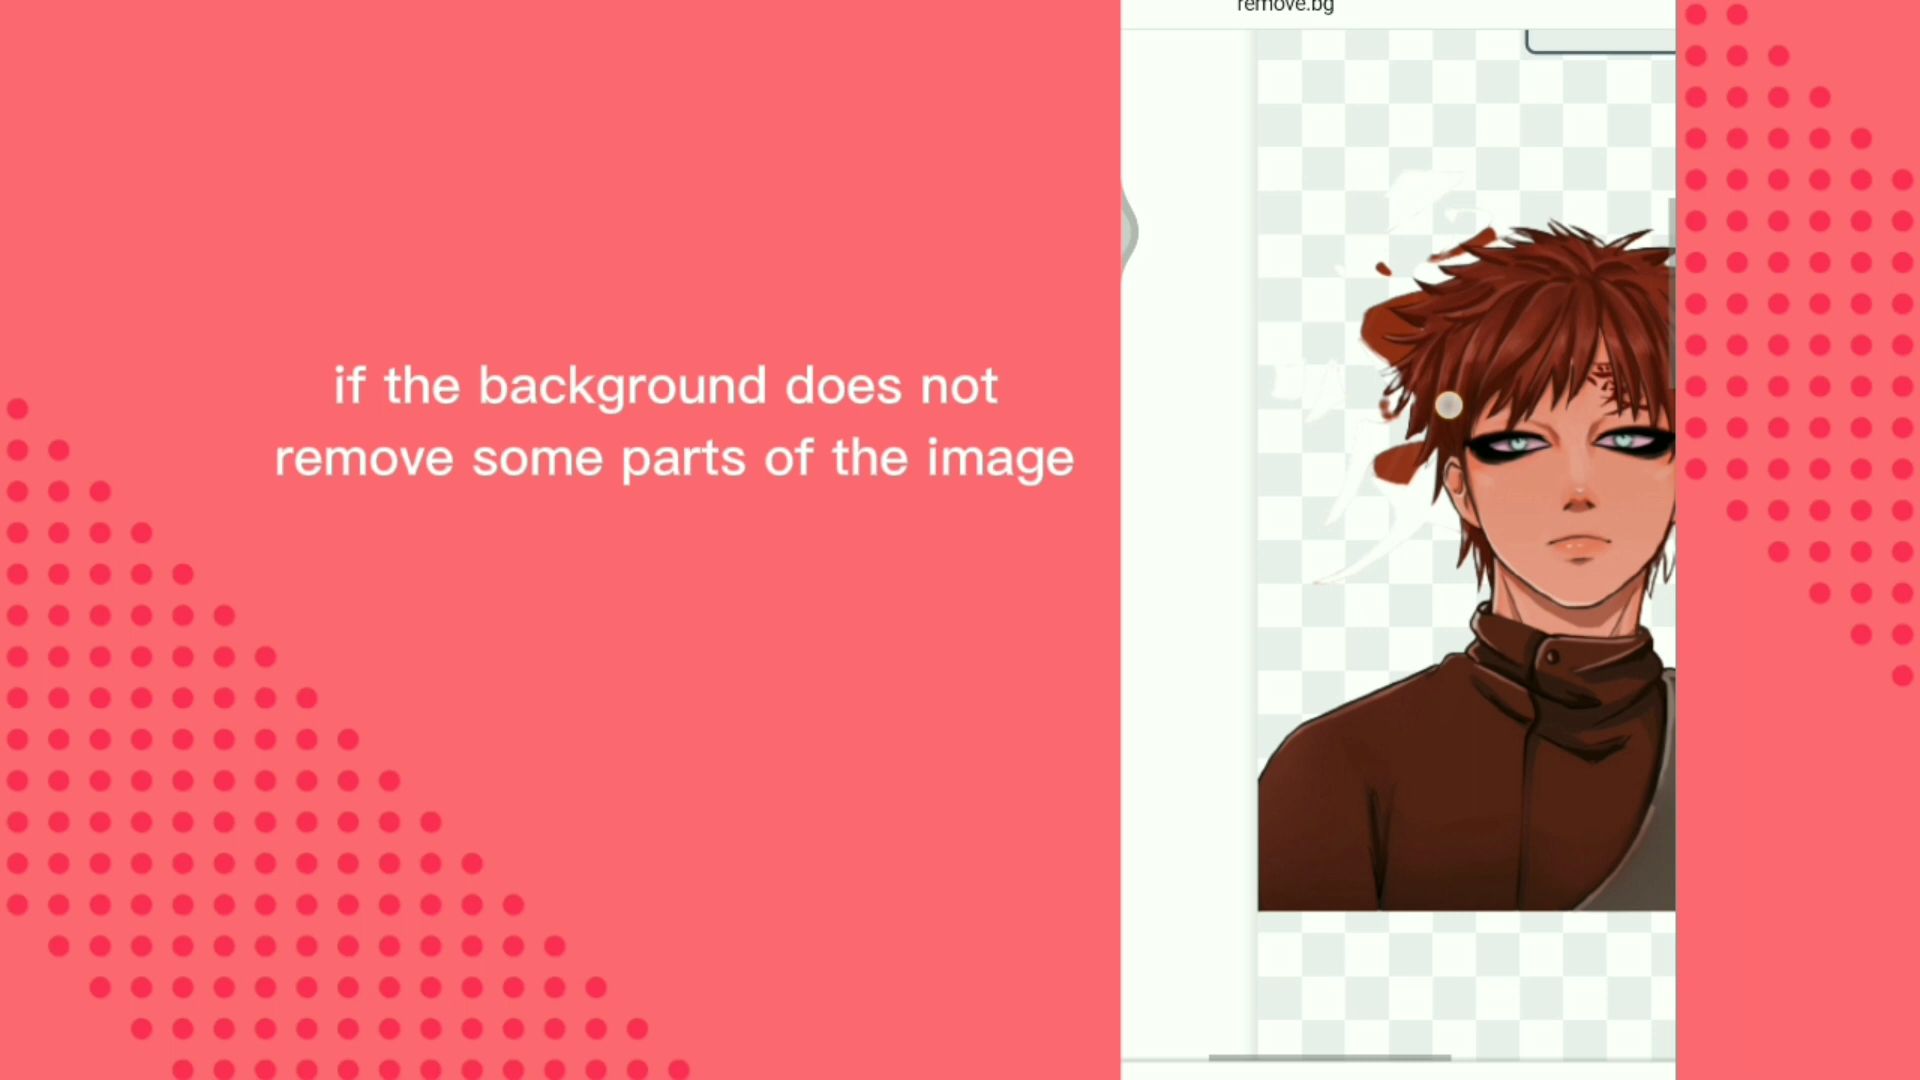 remove.bg
if the background does not
remove some parts of the image